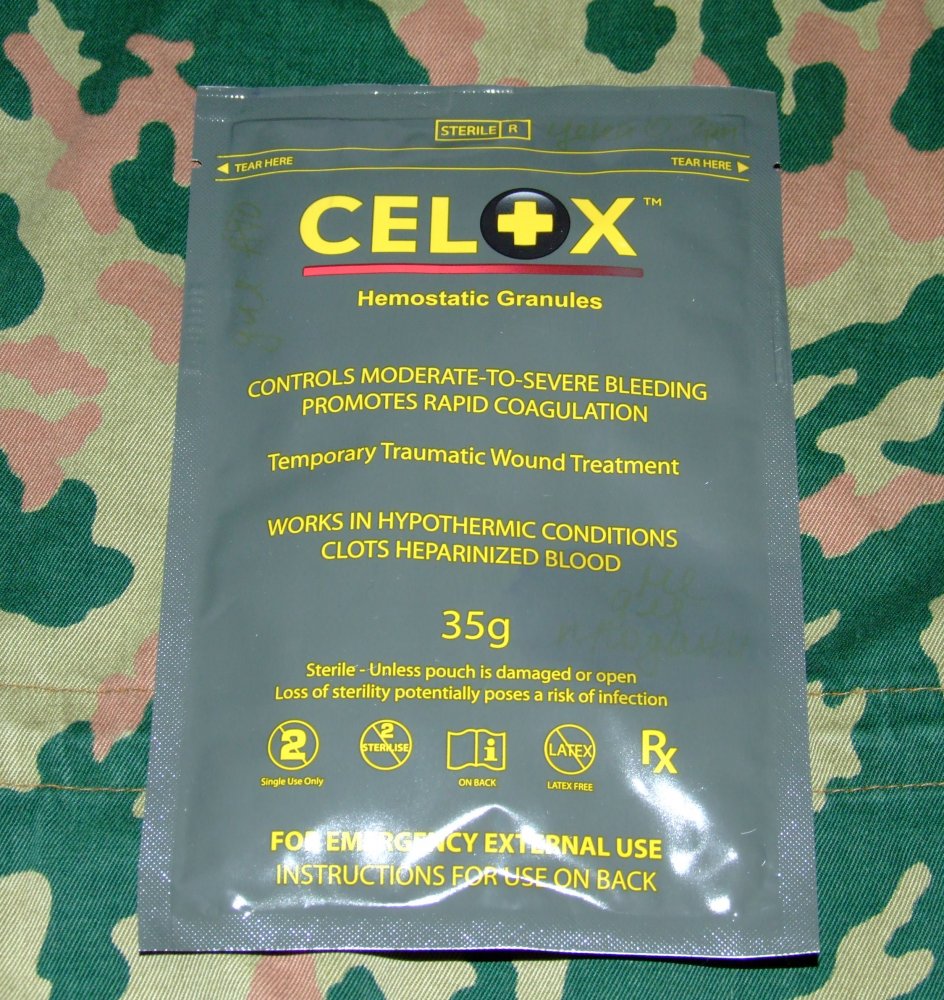 STERILE R
TEAR HERE TEAR HERE
CELOX™
Hemostatic Granules
CONTROLS MODERATE-TO-SEVERE BLEEDING
PROMOTES RAPID COAGULATION
Temporary Traumatic Wound Treatment
WORKS IN HYPOTHERMIC CONDITIONS
CLOTS HEPARINIZED BLOOD
35g
Sterile - Unless pouch is damaged or open
Loss of sterility potentially poses a risk of infection
2 2 STERILISE i LATEX Rx
Single Use Only ON BACK LATEX FREE
FOR EMERGENCY EXTERNAL USE
INSTRUCTIONS FOR USE ON BACK